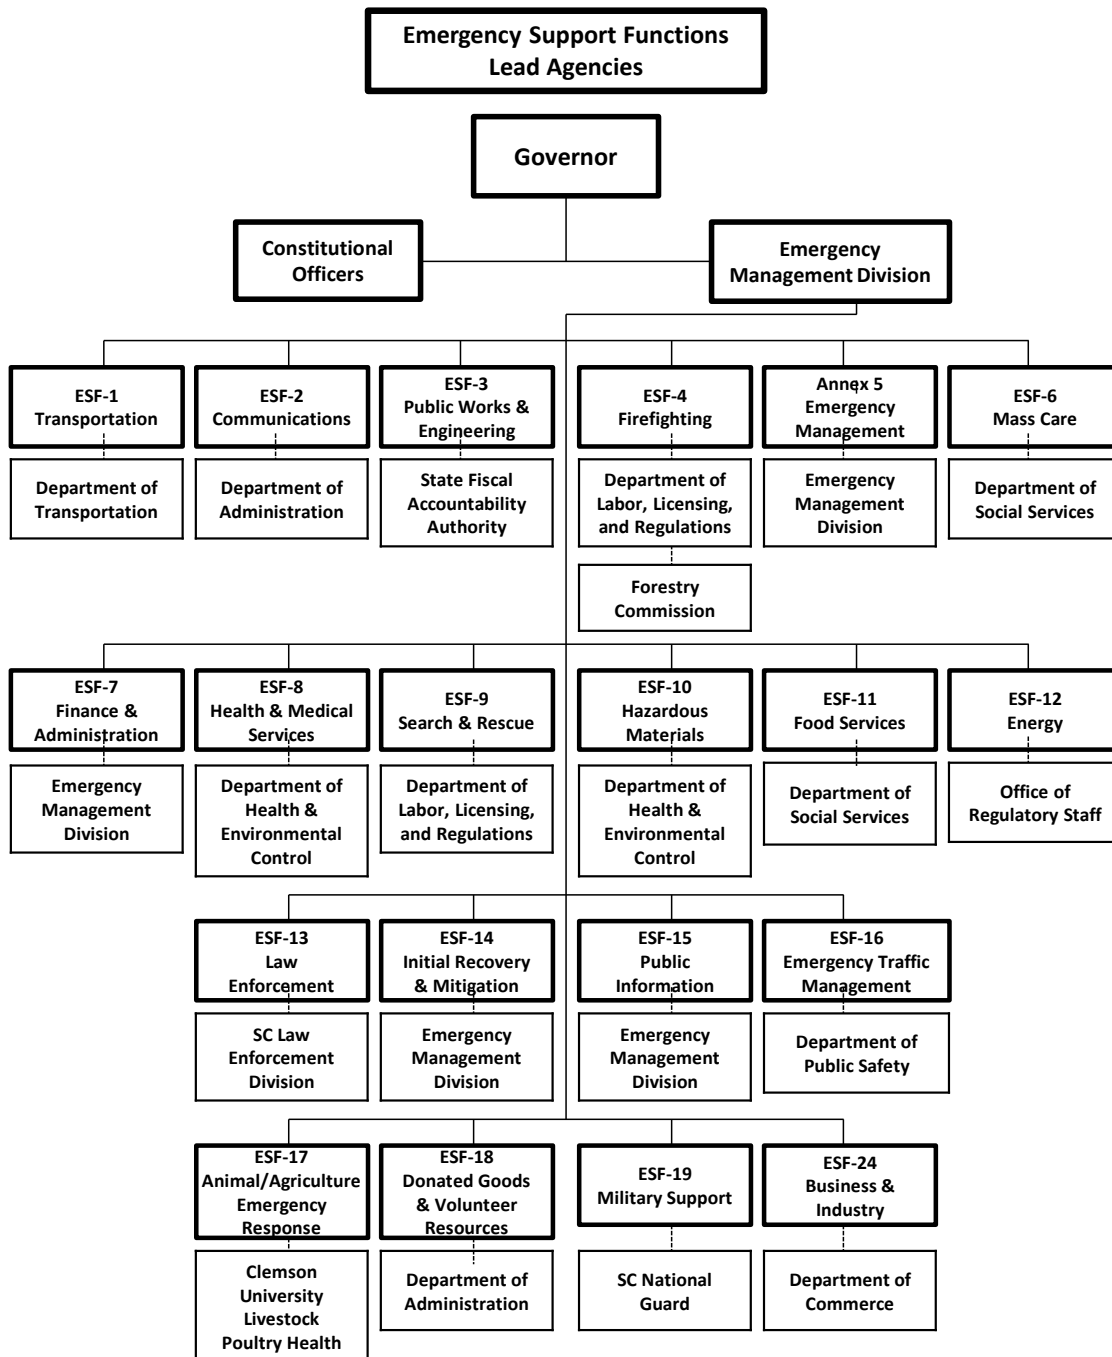 Emergency Support Functions
Lead Agencies
Governor
Constitutional
Officers
Emergency
Management Division
ESF-1
Transportation
ESF-2
Communications
ESF-3
Public Works &
Engineering
ESF-4
Firefighting
Annex 5
Emergency
Management
ESF-6
Mass Care
Department of
Transportation
Department of
Administration
State Fiscal
Accountability
Authority
Department of
Labor, Licensing,
and Regulations
Emergency
Management
Division
Department of
Social Services
Forestry
Commission
ESF-7
Finance &
Administration
ESF-8
Health & Medical
Services
ESF-9
Search & Rescue
ESF-10
Hazardous
Materials
ESF-11
Food Services
ESF-12
Energy
Emergency
Management
Division
Department of
Health &
Environmental
Control
Department of
Labor, Licensing,
and Regulations
Department of
Health &
Environmental
Control
Department of
Social Services
Office of
Regulatory Staff
ESF-13
Law
Enforcement
ESF-14
Initial Recovery
& Mitigation
ESF-15
Public
Information
ESF-16
Emergency Traffic
Management
SC Law
Enforcement
Division
Emergency
Management
Division
Emergency
Management
Division
Department of
Public Safety
ESF-17
Animal/Agriculture
Emergency
Response
ESF-18
Donated Goods
& Volunteer
Resources
ESF-19
Military Support
ESF-24
Business &
Industry
Clemson
University
Livestock
Poultry Health
Department of
Administration
SC National
Guard
Department of
Commerce